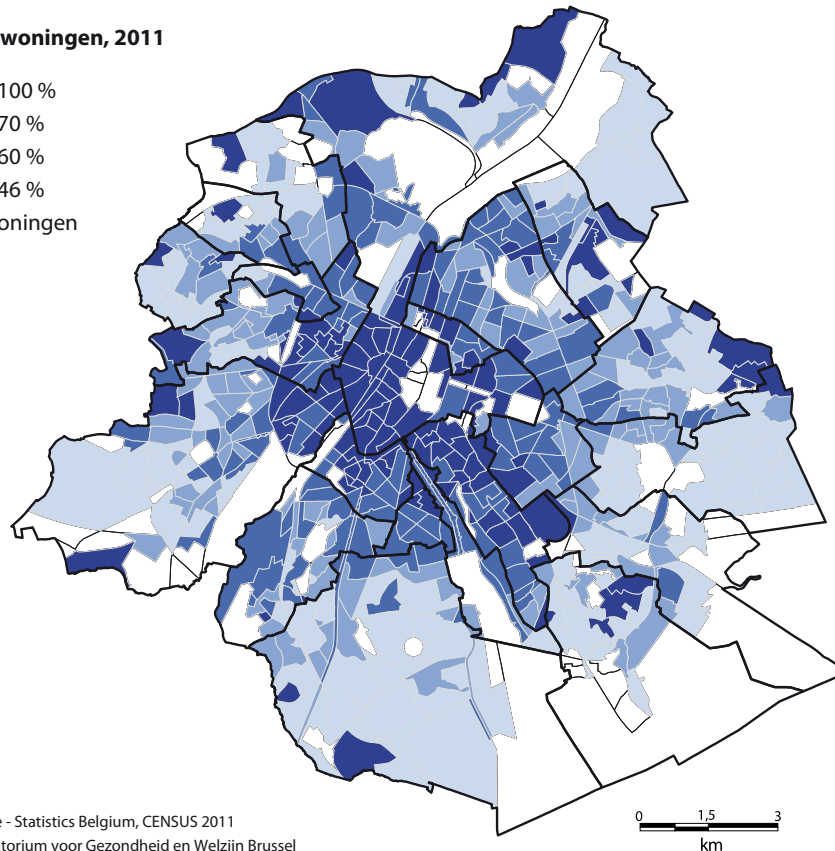 woningen, 2011
100 %
70 %
60 %
46 %
oningen
e - Statistics Belgium, CENSUS 2011
atorium voor Gezondheid en Welzijn Brussel
0 1,5 3
km